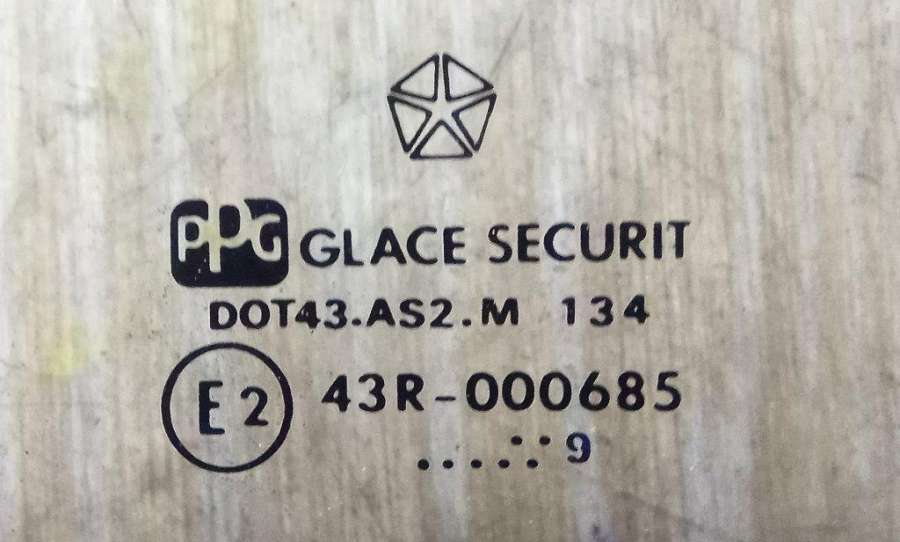 PPG GLACE SECURIT
DOT43.AS2.M 134
E2 43R-000685
9